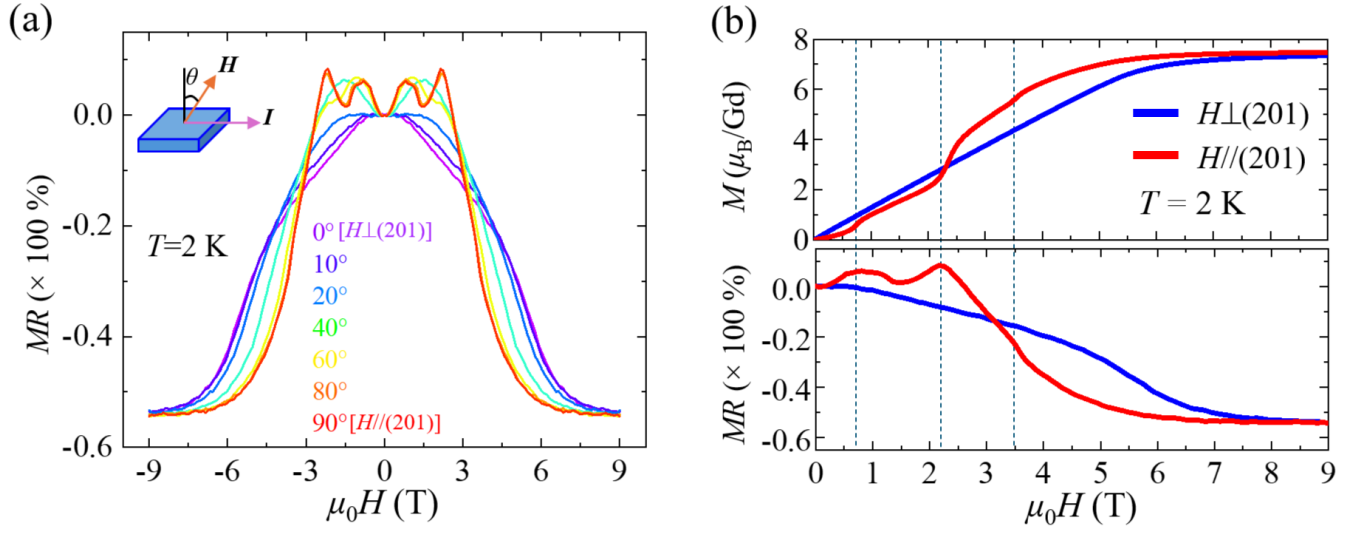 (a)
0.0
-0.2
-0.4
-0.6
MR (× 100 %)
θ
H
I
T=2 K
0° [H⊥(201)]
10°
20°
40°
60°
80°
90° [H//(201)]
-9
-6
-3
0
3
6
9
μ₀H (T)
(b)
8
6
4
2
0
M (μB/Gd)
H⊥(201)
H//(201)
T = 2 K
0.0
-0.2
-0.4
-0.6
MR (× 100 %)
0
1
2
3
4
5
6
7
8
9
μ₀H (T)